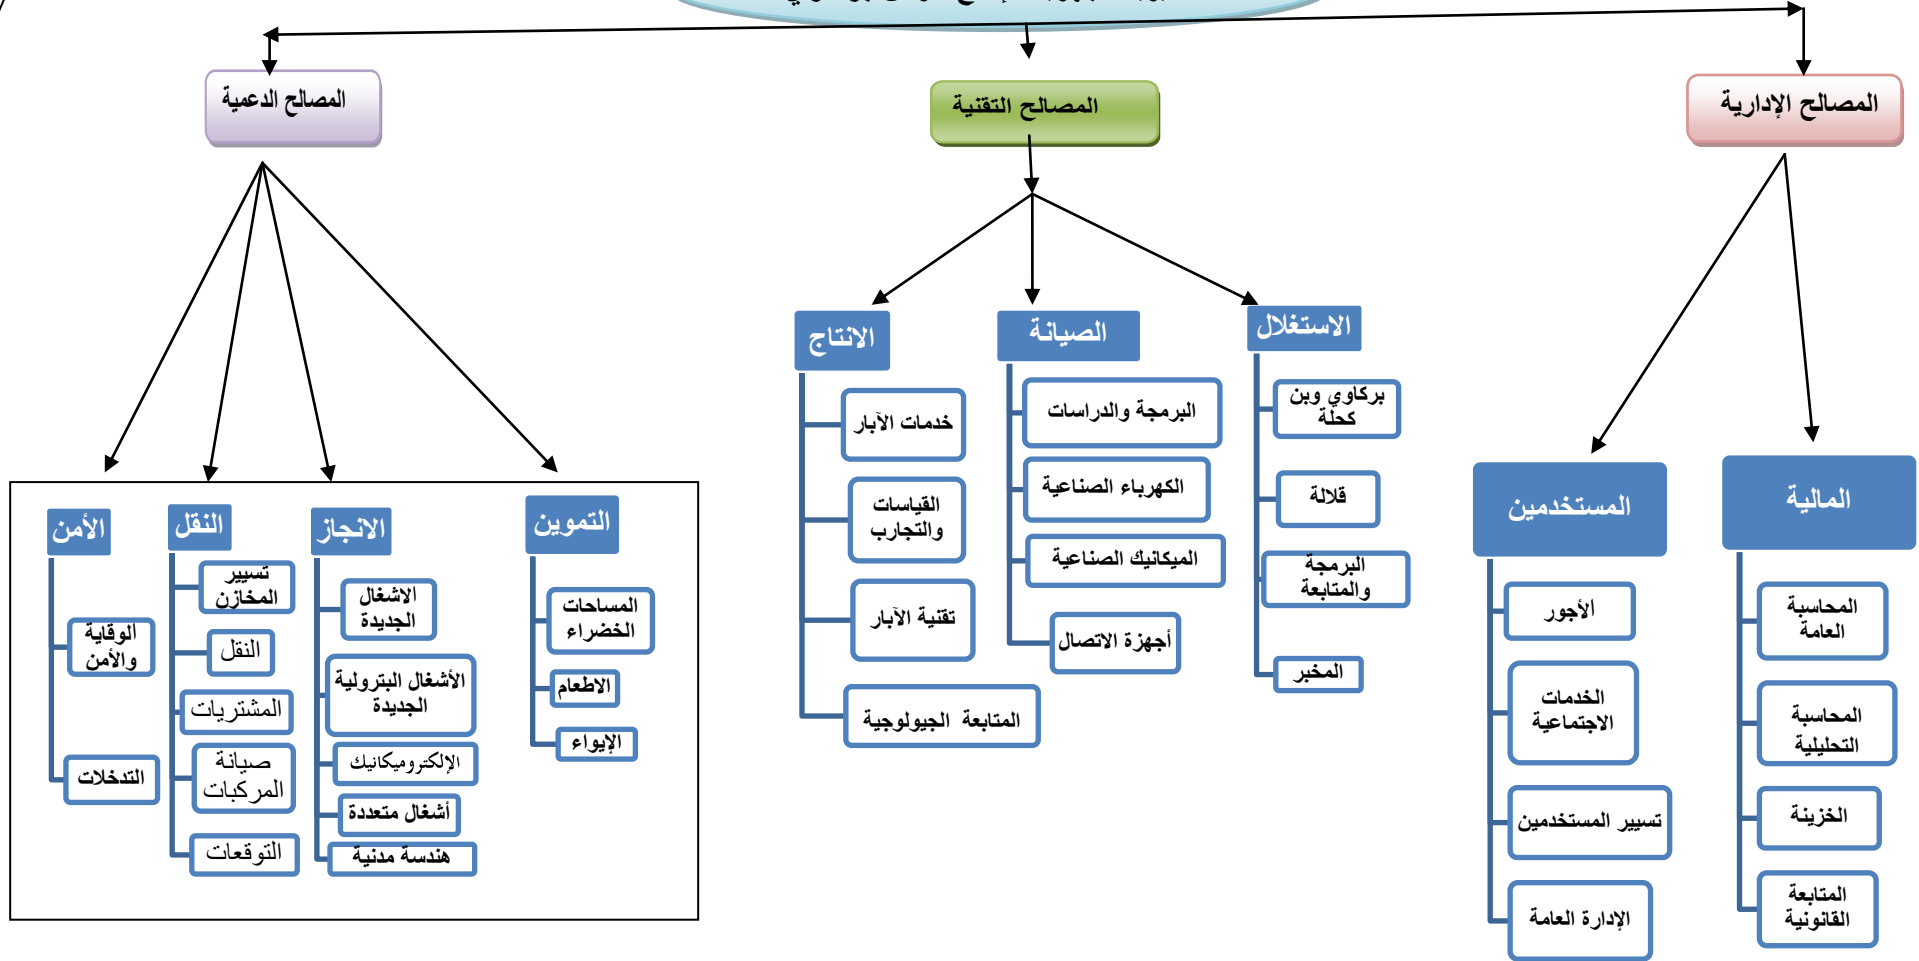 المصالح الإدارية
المصالح التقنية
المصالح الدعمية
المالية
المحاسبة
العامة
المحاسبة
التحليلية
الخزينة
المتابعة
القانونية
المستخدمين
الأجور
الخدمات
الاجتماعية
تسيير المستخدمين
الإدارة العامة
الاستغلال
بركاوي وبن
كحلة
قلالة
البرمجة
والمتابعة
المخبر
الصيانة
البرمجة والدراسات
الكهرباء الصناعية
الميكانيك الصناعية
أجهزة الاتصال
الانتاج
خدمات الآبار
القياسات
والتجارب
تقنية الآبار
المتابعة الجيولوجية
التموين
المساحات
الخضراء
الاطعام
الإيواء
الانجاز
الاشغال
الجديدة
الأشغال البترولية
الجديدة
الإلكتروميكانيك
أشغال متعددة
هندسة مدنية
النقل
تسيير
المخازن
النقل
المشتريات
صيانة
المركبات
التوقعات
الأمن
الوقاية
والأمن
التدخلات